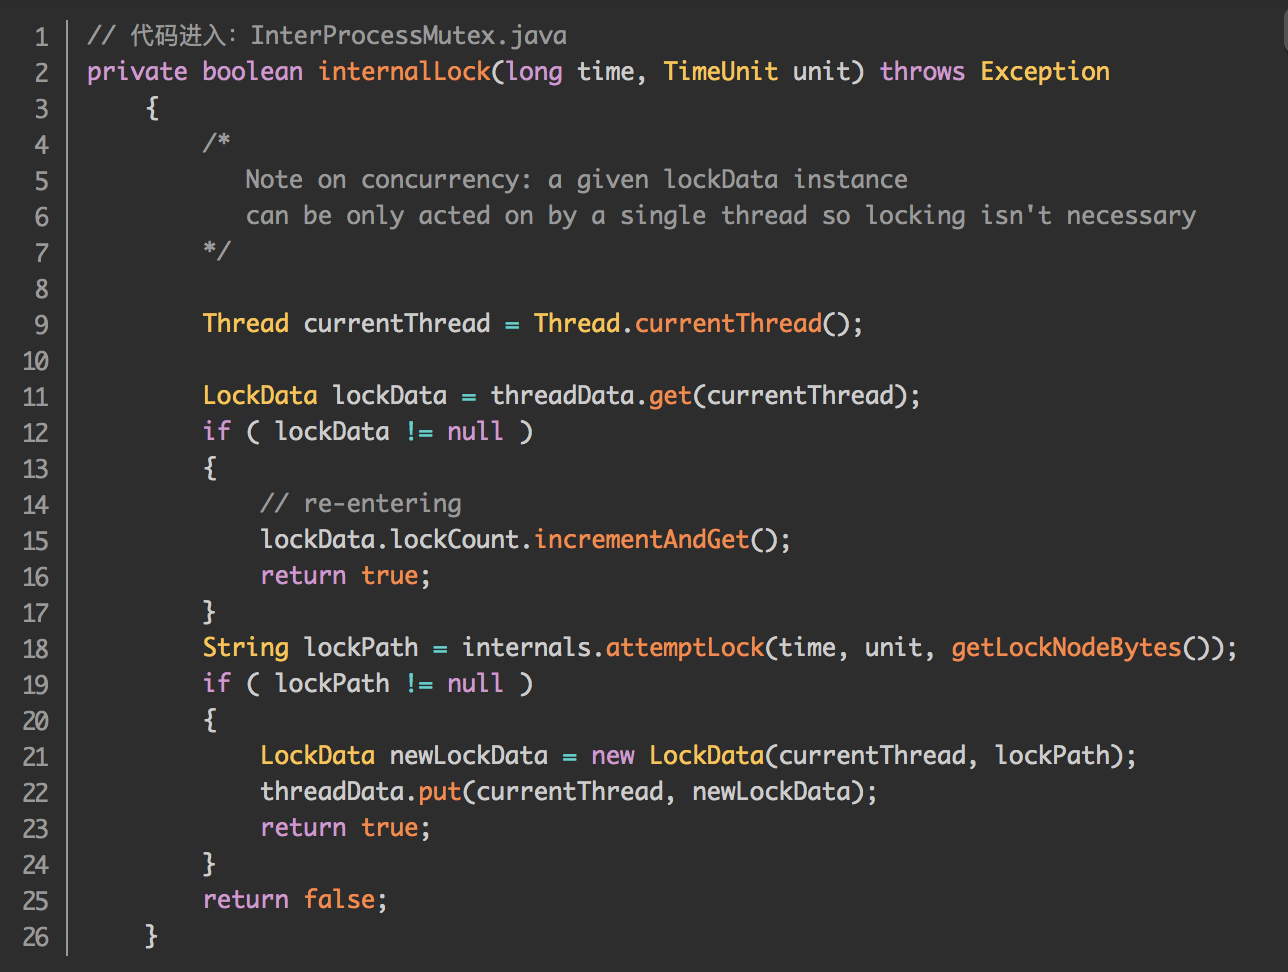 1 // 代码进入：InterProcessMutex.java
2 private boolean internalLock(long time, TimeUnit unit) throws Exception
3 {
4 /*
5 Note on concurrency: a given lockData instance
6 can be only acted on by a single thread so locking isn't necessary
7 */
8
9 Thread currentThread = Thread.currentThread();
10
11 LockData lockData = threadData.get(currentThread);
12 if ( lockData != null )
13 {
14 // re-entering
15 lockData.lockCount.incrementAndGet();
16 return true;
17 }
18 String lockPath = internals.attemptLock(time, unit, getLockNodeBytes());
19 if ( lockPath != null )
20 {
21 LockData newLockData = new LockData(currentThread, lockPath);
22 threadData.put(currentThread, newLockData);
23 return true;
24 }
25 return false;
26 }